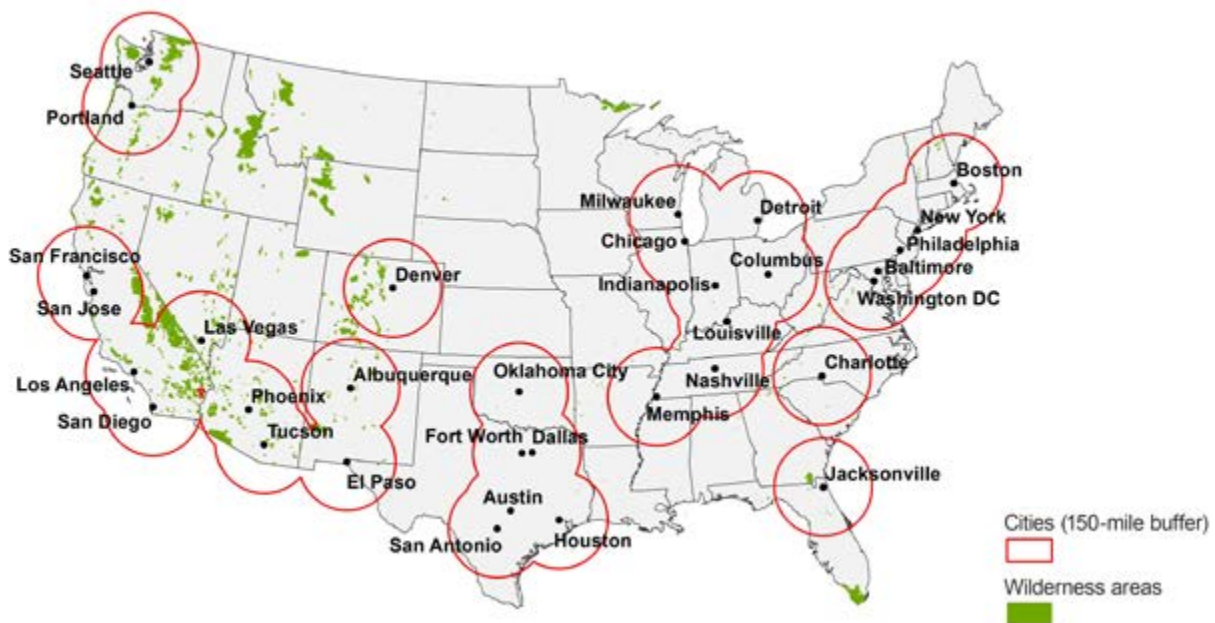 Seattle
Portland
Boston
Milwaukee
Detroit
New York
Chicago
Philadelphia
San Francisco
Denver
Columbus
Baltimore
Indianapolis
Washington DC
San Jose
Las Vegas
Louisville
Los Angeles
Albuquerque
Oklahoma City
Charlotte
Nashville
Phoenix
Memphis
San Diego
Tucson
Fort Worth
Dallas
El Paso
Jacksonville
Austin
San Antonio
Houston
Cities (150-mile buffer)
Wilderness areas